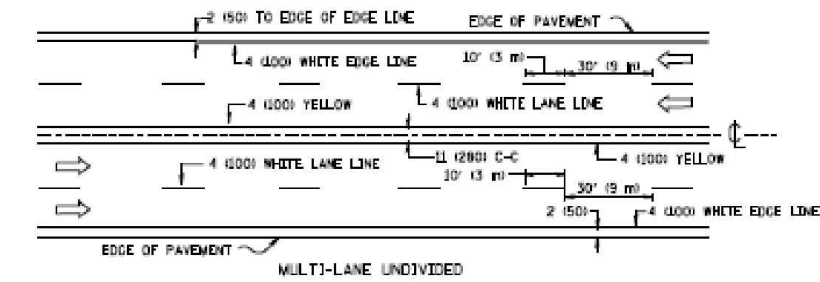 2 (50) TO EDGE OF EDGE LINE
EDGE OF PAVEMENT
4 (100) WHITE EDGE LINE
10' (3 m)
30' (9 m)
4 (100) YELLOW
4 (100) WHITE LANE LINE
4 (100) WHITE LANE LINE
11 (280) C-C
4 (100) YELLOW
10' (3 m)
30' (9 m)
2 (50)
4 (100) WHITE EDGE LINE
EDGE OF PAVEMENT
MULTI-LANE UNDIVIDED